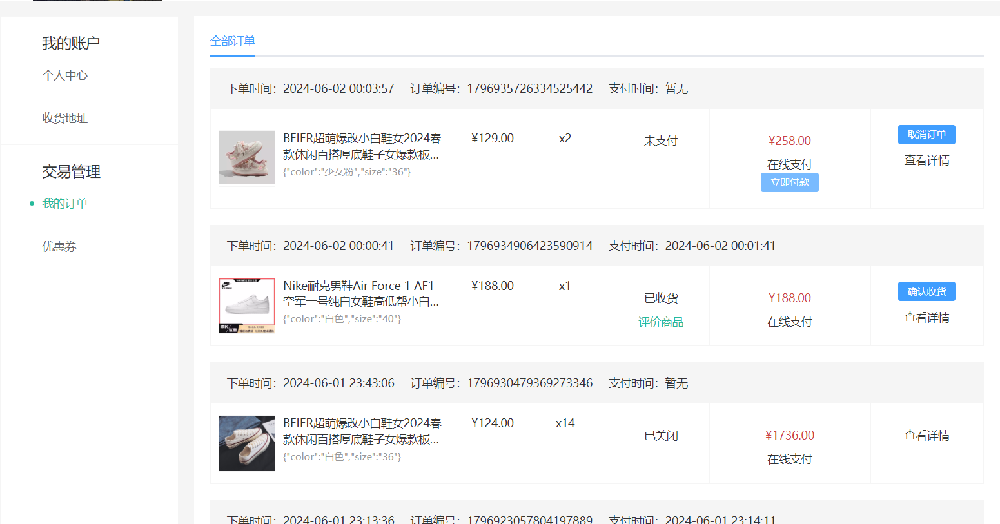 我的账户
个人中心
收货地址
交易管理
我的订单
优惠券
全部订单
下单时间：2024-06-02 00:03:57 订单编号：1796935726334525442 支付时间：暂无
BEIER超萌爆改小白鞋女2024春
款休闲百搭厚底鞋子女爆款板...
{"color":"少女粉","size":"36"}
¥129.00
x2
未支付
¥258.00
在线支付
立即付款
取消订单
查看详情
下单时间：2024-06-02 00:00:41 订单编号：1796934906423590914 支付时间：2024-06-02 00:01:41
Nike耐克男鞋Air Force 1 AF1
空军一号纯白女鞋高低帮小白...
{"color":"白色","size":"40"}
¥188.00
x1
已收货
评价商品
¥188.00
在线支付
确认收货
查看详情
下单时间：2024-06-01 23:43:06 订单编号：1796930479369273346 支付时间：暂无
BEIER超萌爆改小白鞋女2024春
款休闲百搭厚底鞋子女爆款板...
{"color":"白色","size":"36"}
¥124.00
x14
已关闭
¥1736.00
在线支付
查看详情
下单时间：2024-06-01 23:13:36 订单编号：1796923057804197889 支付时间：2024-06-01 23:14:11